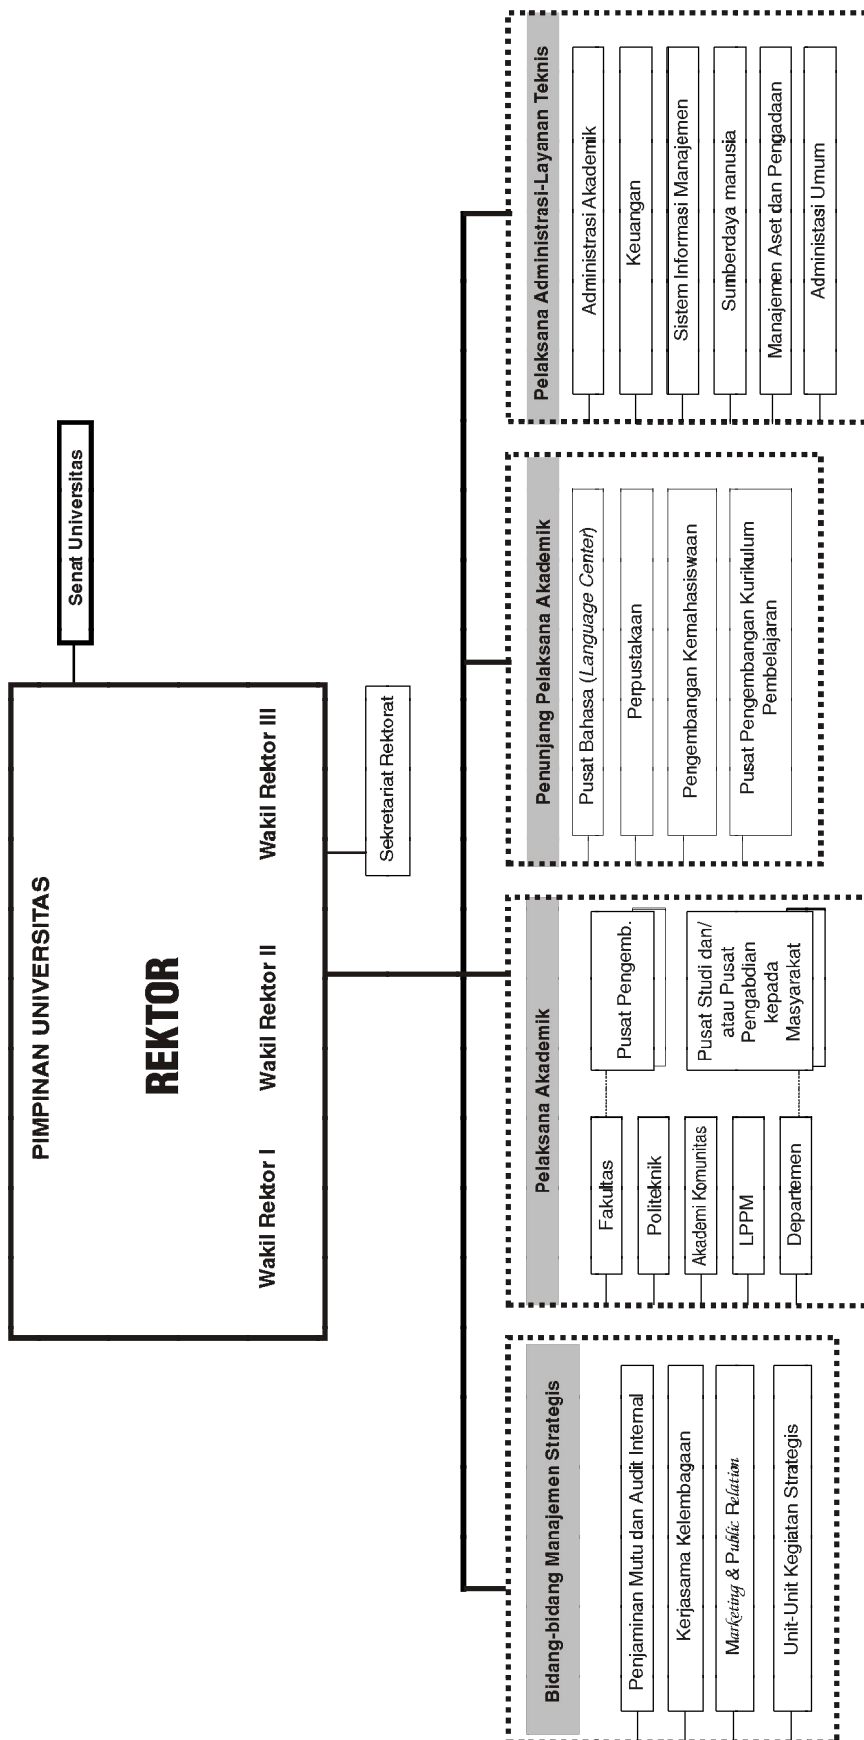 PIMPINAN UNIVERSITAS
REKTOR
Wakil Rektor I
Wakil Rektor II
Wakil Rektor III
Senat Universitas
Sekretariat Rektorat
Bidang-bidang Manajemen Strategis
Penjaminan Mutu dan Audit Internal
Kerjasama Kelembagaan
Marketing & Public Relation
Unit-Unit Kegiatan Strategis
Pelaksana Akademik
Fakultas
Politeknik
Akademi Komunitas
LPPM
Departemen
Pusat Pengemb.
Pusat Studi dan/
atau Pusat
Pengabdian
kepada
Masyarakat
Penunjang Pelaksana Akademik
Pusat Bahasa (Language Center)
Perpustakaan
Pengembangan Kemahasiswaan
Pusat Pengembangan Kurikulum
Pembelajaran
Pelaksana Administrasi-Layanan Teknis
Administrasi Akademik
Keuangan
Sistem Informasi Manajemen
Sumberdaya manusia
Manajemen Aset dan Pengadaan
Administasi Umum